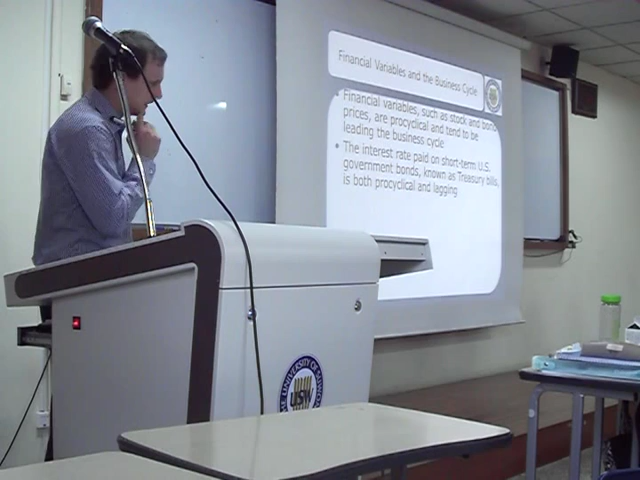 Financial Variables and the Business Cycle
• Financial variables, such as stock and bond
prices, are procyclical and tend to be
leading the business cycle
• The interest rate paid on short-term U.S.
government bonds, known as Treasury bills,
is both procyclical and lagging
UNIVERSITY OF
USW